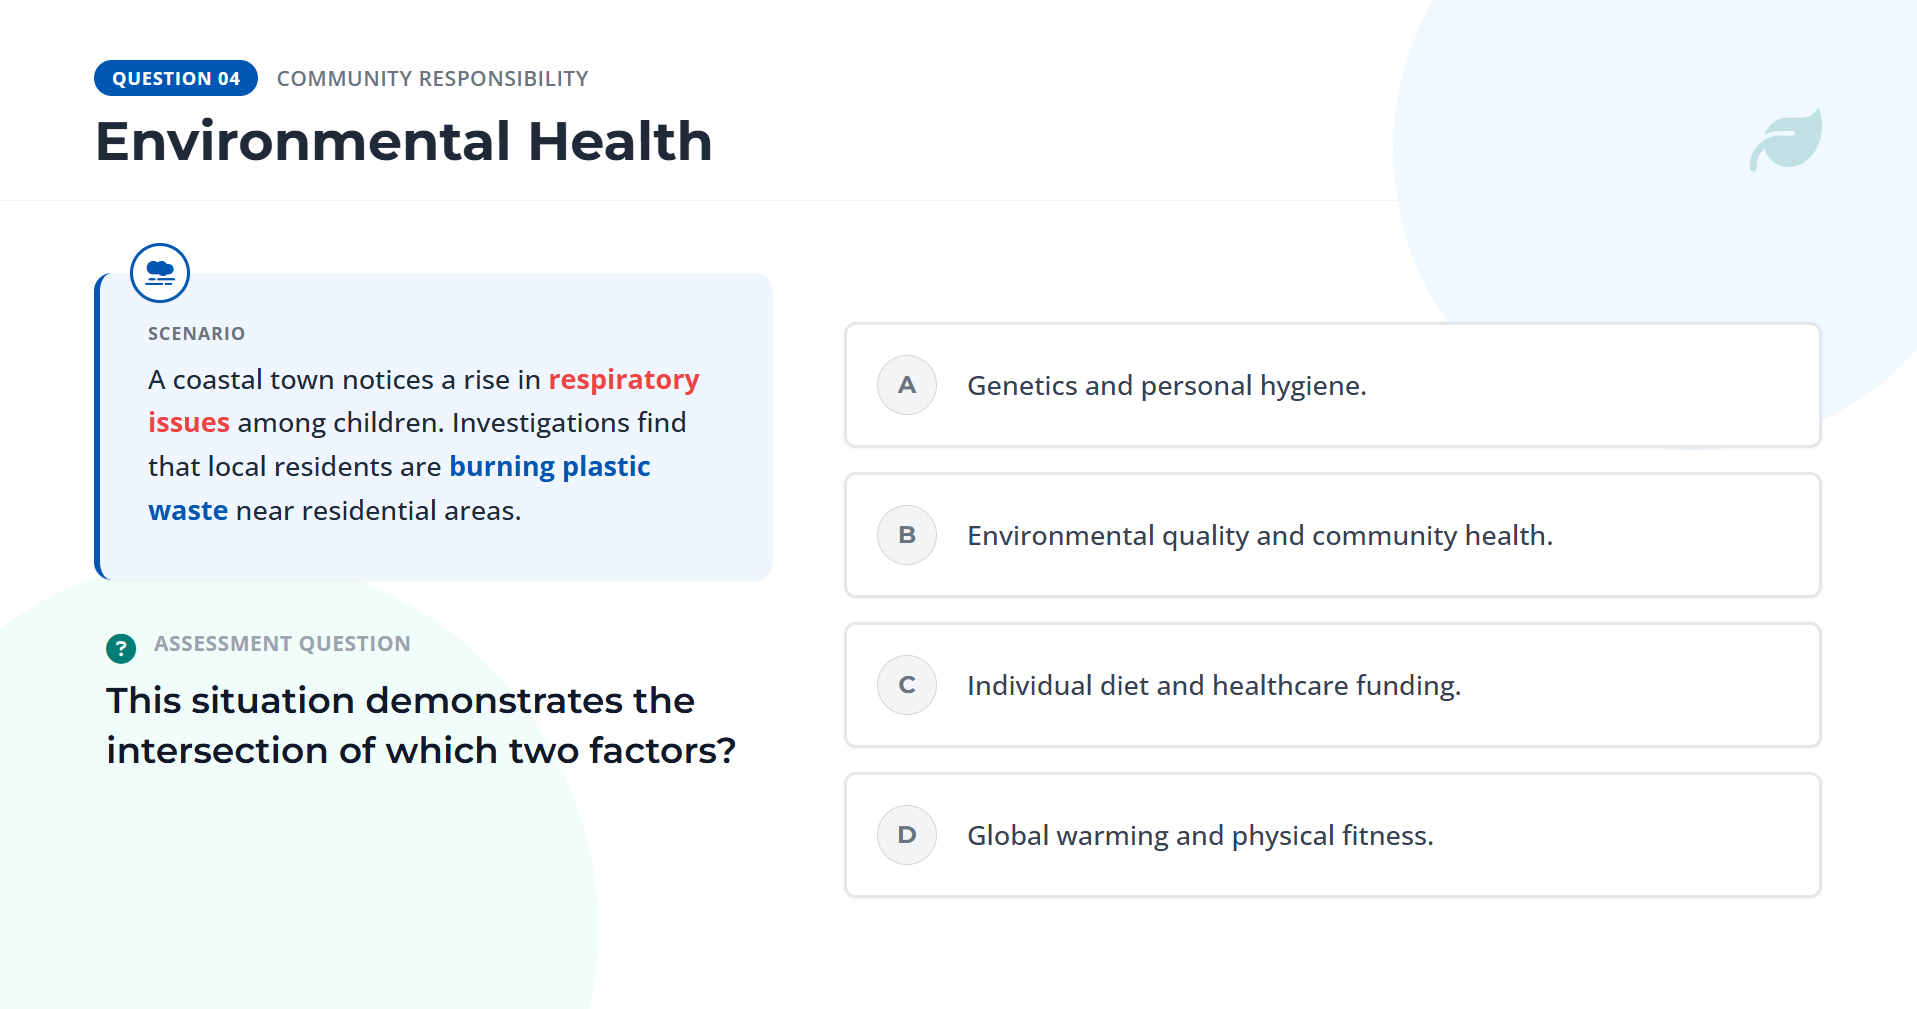 QUESTION 04
COMMUNITY RESPONSIBILITY
Environmental Health
SCENARIO
A coastal town notices a rise in respiratory
issues among children. Investigations find
that local residents are burning plastic
waste near residential areas.
?
ASSESSMENT QUESTION
This situation demonstrates the
intersection of which two factors?
A
Genetics and personal hygiene.
B
Environmental quality and community health.
C
Individual diet and healthcare funding.
D
Global warming and physical fitness.